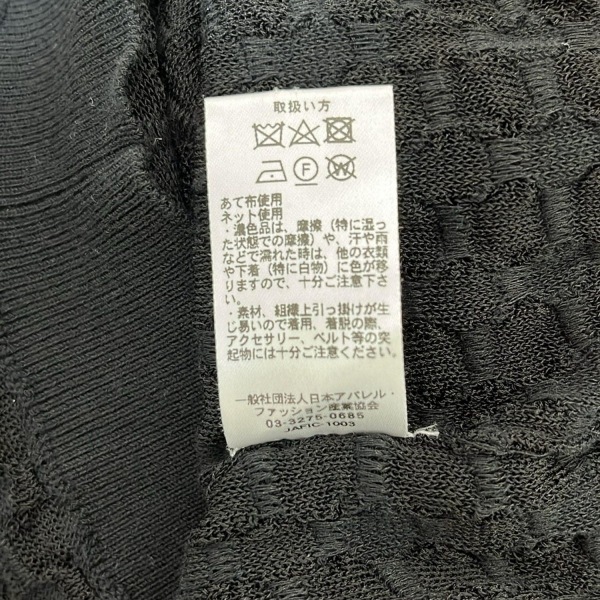 取扱い方
F W
あて布使用
ネット使用
・濃色品は、摩擦（特に湿っ
た状態での摩擦）や、汗や雨
などで濡れた時は、他の衣類
や下着（特に白物）に色が移
りますので、十分ご注意下さ
い。
・素材、組織上引っ掛けが生
じ易いので着用、着脱の際、
アクセサリー、ベルト等の突
起物には十分ご注意ください。
一般社団法人日本アパレル・
ファッション産業協会
03-3275-0685
JAFIC-1003